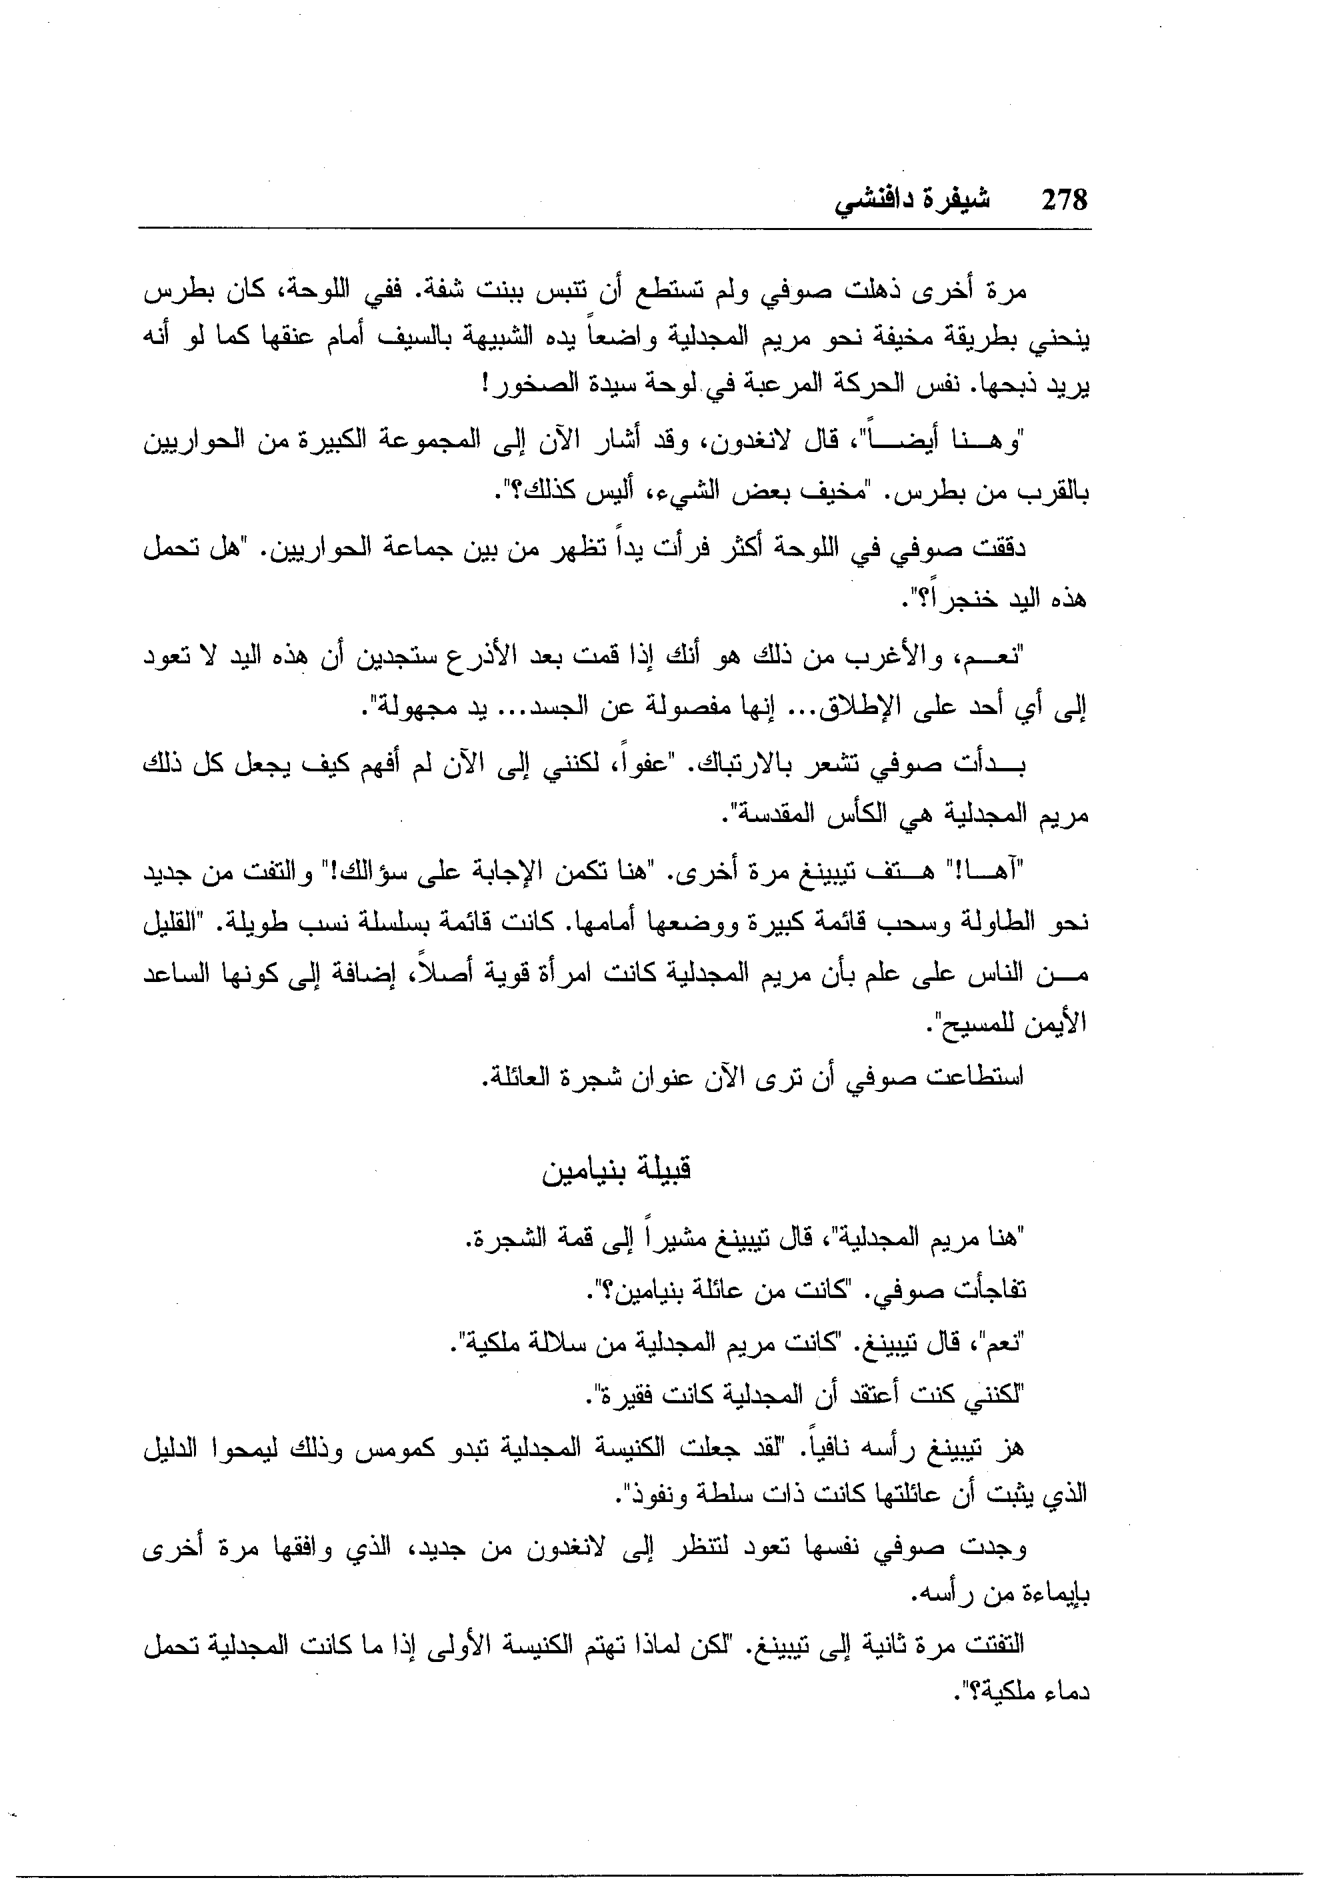 278 شيفرة دافنشي
مرة أخرى ذهلت صوفي ولم تستطع أن تتبس ببنت شفة. ففي اللوحة، كان بطرس
ينحني بطريقة مخيفة نحو مريم المجدلية واضعاً يده الشبيهة بالسيف أمام عنقها كما لو أنه
يريد ذبحها. نفس الحركة المرعبة في لوحة سيدة الصخور!
"وهنا أيضاً"، قال لانغدون، وقد أشار الآن إلى المجموعة الكبيرة من الحواريين
بالقرب من بطرس. "مخيف بعض الشيء، أليس كذلك؟".
دققت صوفي في اللوحة أكثر فرأت يداً تظهر من بين جماعة الحواريين. "هل تحمل
هذه اليد خنجراً؟".
"نعم، والأغرب من ذلك هو أنك إذا قمت بعد الأذرع ستجدين أن هذه اليد لا تعود
إلى أي أحد على الإطلاق... إنها مفصولة عن الجسد... يد مجهولة".
بدأت صوفي تشعر بالارتباك. "عفواً، لكنني إلى الآن لم أفهم كيف يجعل كل ذلك
مريم المجدلية هي الكأس المقدسة".
"آها!" هتف تيبينغ مرة أخرى. "هنا تكمن الإجابة على سؤالك!" والتفت من جديد
نحو الطاولة وسحب قائمة كبيرة ووضعها أمامها. كانت قائمة بسلسلة نسب طويلة. "القليل
من الناس على علم بأن مريم المجدلية كانت امرأة قوية أصلاً، إضافة إلى كونها الساعد
الأيمن للمسيح".
استطاعت صوفي أن ترى الآن عنوان شجرة العائلة.
قبيلة بنيامين
"هنا مريم المجدلية"، قال تيبينغ مشيراً إلى قمة الشجرة.
تفاجأت صوفي. "كانت من عائلة بنيامين؟".
"نعم"، قال تيبينغ. "كانت مريم المجدلية من سلالة ملكية".
"لكنني كنت أعتقد أن المجدلية كانت فقيرة".
هز تيبينغ رأسه نافياً. "لقد جعلت الكنيسة المجدلية تبدو كمومس وذلك ليمحوا الدليل
الذي يثبت أن عائلتها كانت ذات سلطة ونفوذ".
وجدت صوفي نفسها تعود لتنظر إلى لانغدون من جديد، الذي وافقها مرة أخرى
بإيماءة من رأسه.
التفتت مرة ثانية إلى تيبينغ. "لكن لماذا تهتم الكنيسة الأولى إذا ما كانت المجدلية تحمل
دماء ملكية؟".